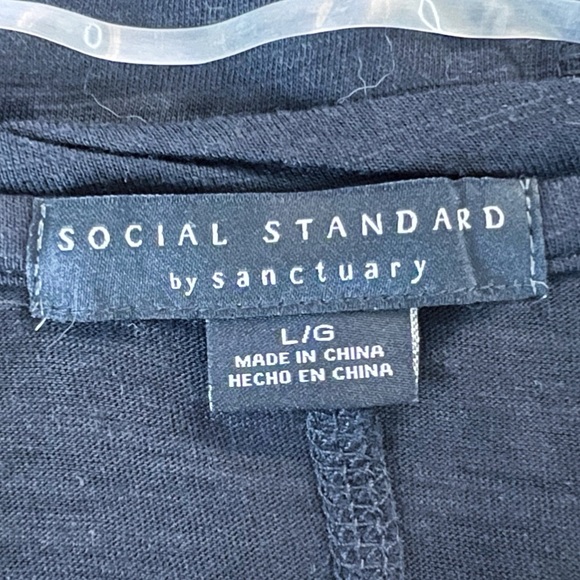 SOCIAL STANDARD
by sanctuary
L/G
MADE IN CHINA
HECHO EN CHINA